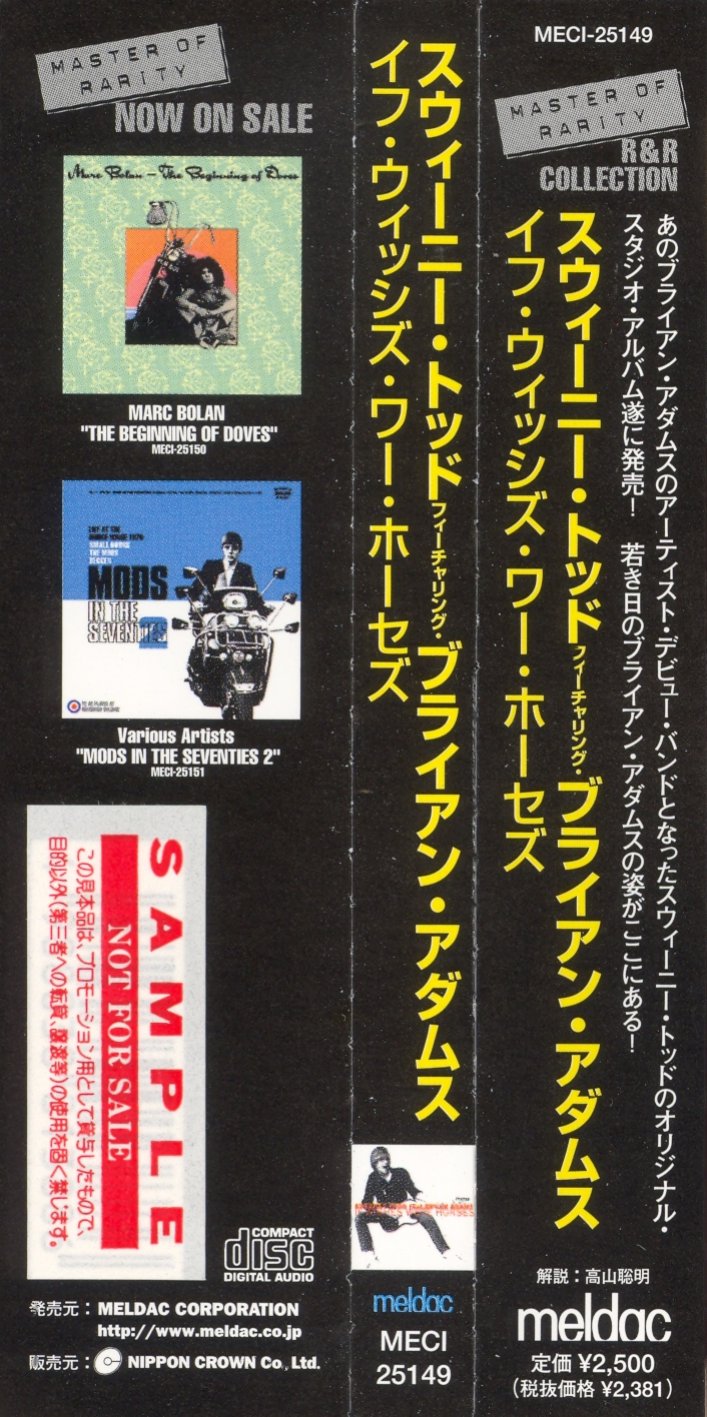 MASTER OF
RARITY
NOW ON SALE
Marc Bolan — The Beginning of Doves
MARC BOLAN
"THE BEGINNING OF DOVES"
MECI-25150
MODS
IN THE
SEVENTIES
2
Various Artists
"MODS IN THE SEVENTIES 2"
MECI-25151
SAMPLE
NOT FOR SALE
この見本品は、プロモーション用として貸与したもので、
目的以外(第三者への転貸、譲渡等)の使用を固く禁じます。
COMPACT
disc
DIGITAL AUDIO
発売元：MELDAC CORPORATION
http://www.meldac.co.jp
販売元：NIPPON CROWN Co., Ltd.
スウィーニー・トッドフィーチャリング・ブライアン・アダムス
イフ・ウィッシズ・ワー・ホーセズ
meldac
MECI
25149
MECI-25149
MASTER OF
RARITY
R&R
COLLECTION
あのブライアン・アダムスのアーティスト・デビュー・バンドとなったスウィーニー・トッドのオリジナル・
スタジオ・アルバム遂に発売！ 若き日のブライアン・アダムスの姿がここにある！
スウィーニー・トッドフィーチャリング・ブライアン・アダムス
イフ・ウィッシズ・ワー・ホーセズ
解説：高山聡明
meldac
定価 ¥2,500
(税抜価格 ¥2,381)